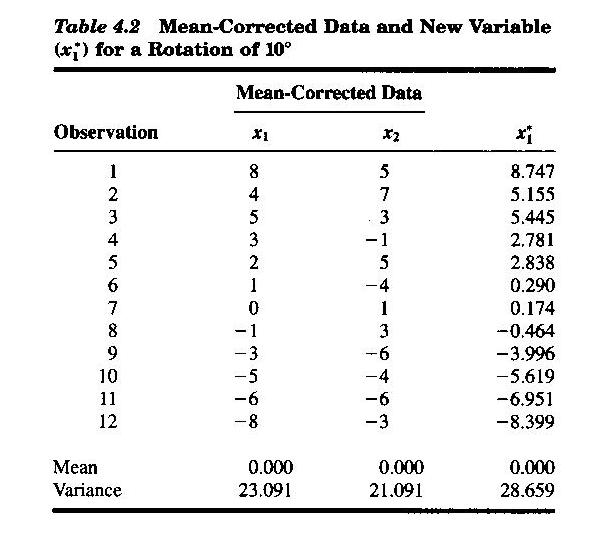 Table 4.2 Mean-Corrected Data and New Variable
(x₁*) for a Rotation of 10°
Mean-Corrected Data
Observation x₁ x₂ x₁*
1 8 5 8.747
2 4 7 5.155
3 5 3 5.445
4 3 −1 2.781
5 2 5 2.838
6 1 −4 0.290
7 0 1 0.174
8 −1 3 −0.464
9 −3 −6 −3.996
10 −5 −4 −5.619
11 −6 −6 −6.951
12 −8 −3 −8.399
Mean 0.000 0.000 0.000
Variance 23.091 21.091 28.659